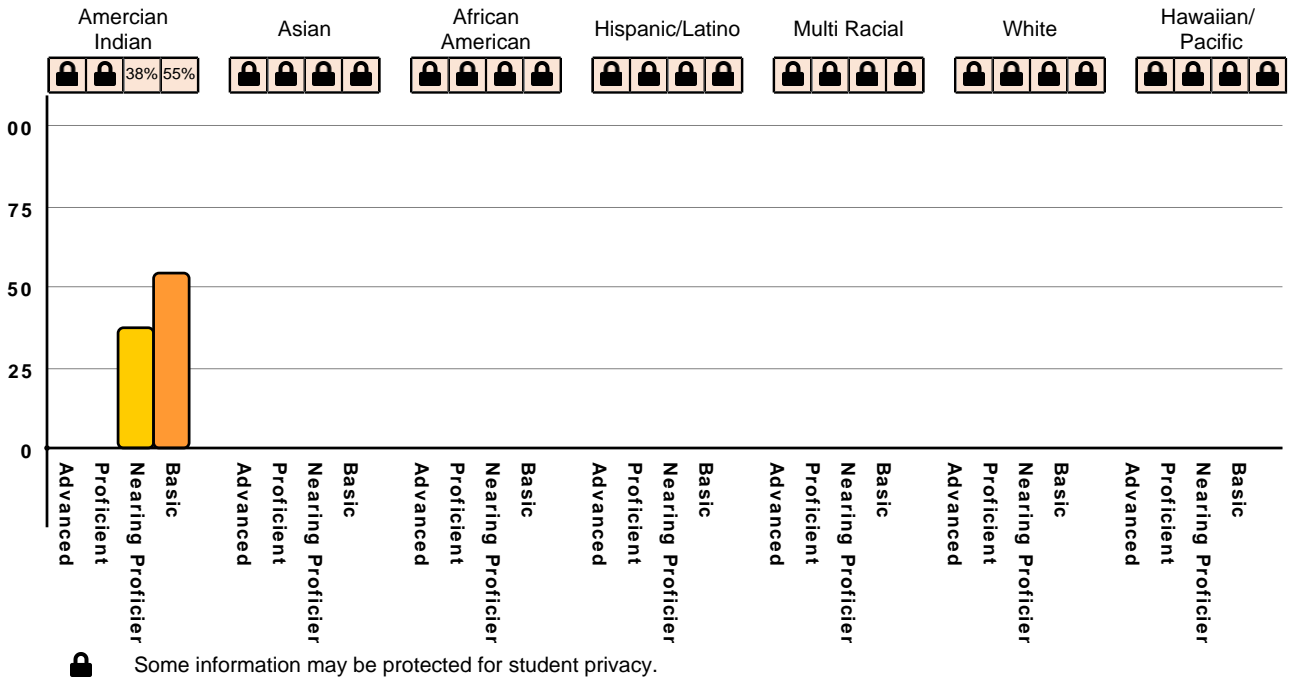 Amercian
Indian
Asian
African
American
Hispanic/Latino
Multi Racial
White
Hawaiian/
Pacific
38% 55%
00
75
50
25
0
Advanced
Proficient
Nearing Proficier
Basic
Advanced
Proficient
Nearing Proficier
Basic
Advanced
Proficient
Nearing Proficier
Basic
Advanced
Proficient
Nearing Proficier
Basic
Advanced
Proficient
Nearing Proficier
Basic
Advanced
Proficient
Nearing Proficier
Basic
Advanced
Proficient
Nearing Proficier
Basic
Some information may be protected for student privacy.